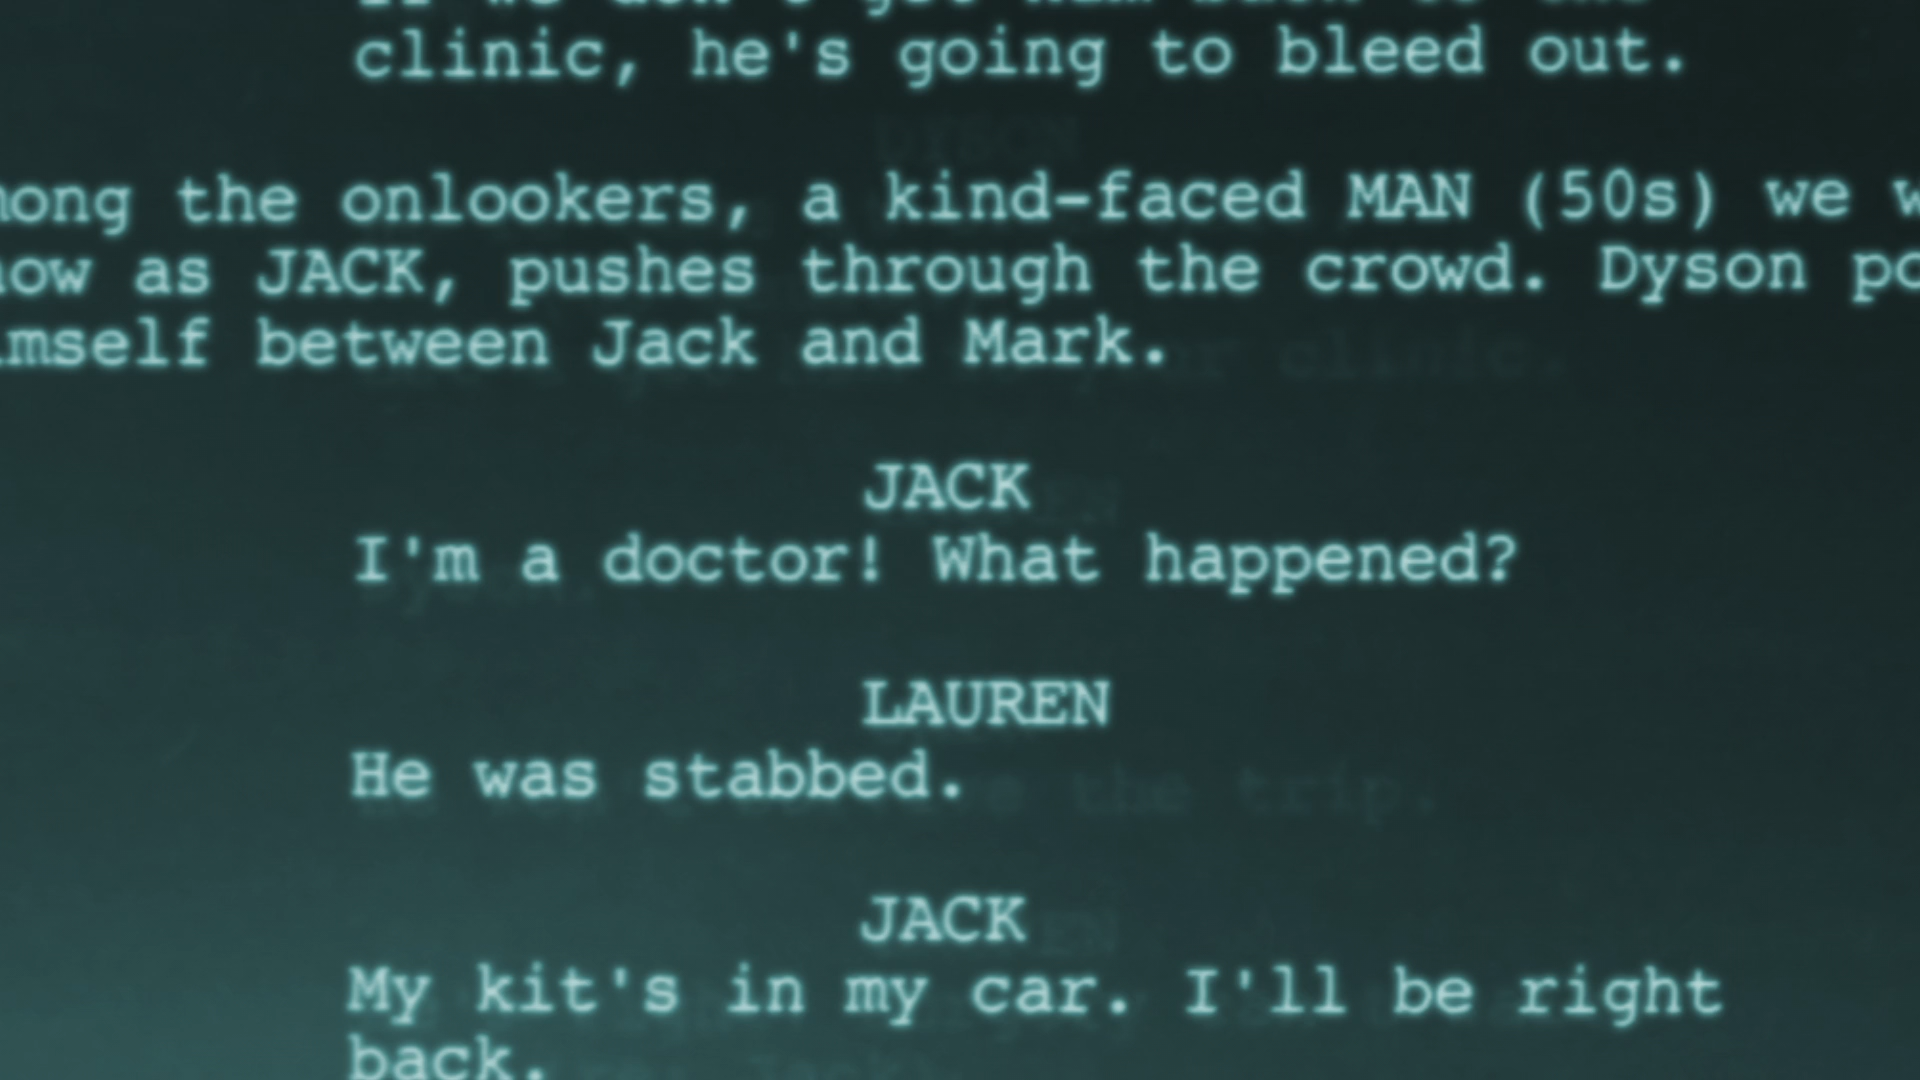 clinic, he's going to bleed out.
the onlookers, a kind-faced MAN (50s) we
as JACK, pushes through the crowd. Dyson
between Jack and Mark.
JACK
I'm a doctor! What happened?
LAUREN
He was stabbed.
the trip.
JACK
My kit's in my car. I'll be right
back.